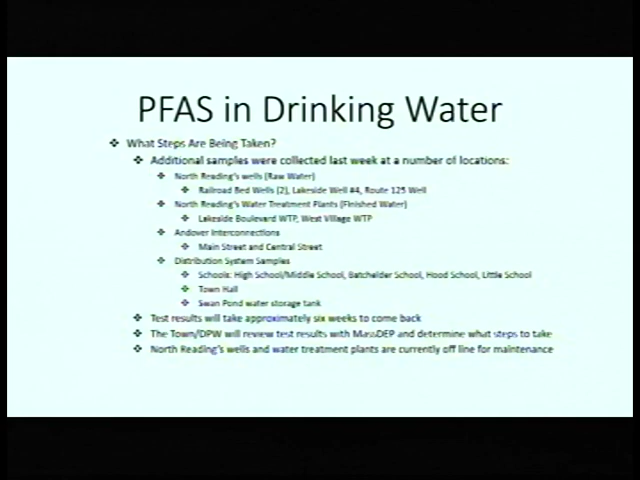 PFAS in Drinking Water
❖ What Steps Are Being Taken?
❖ Additional samples were collected last week at a number of locations:
❖ North Reading's wells (Raw Water)
❖ Railroad Bed Wells (2), Lakeside Well #4, Route 125 Well
❖ North Reading's Water Treatment Plants (Finished Water)
❖ Lakeside Boulevard WTP, West Village WTP
❖ Andover Interconnections
❖ Main Street and Central Street
❖ Distribution System Samples
❖ Schools: High School/Middle School, Batchelder School, Hood School, Little School
❖ Town Hall
❖ Swan Pond water storage tank
❖ Test results will take approximately six weeks to come back
❖ The Town/DPW will review test results with MassDEP and determine what steps to take
❖ North Reading's wells and water treatment plants are currently off line for maintenance